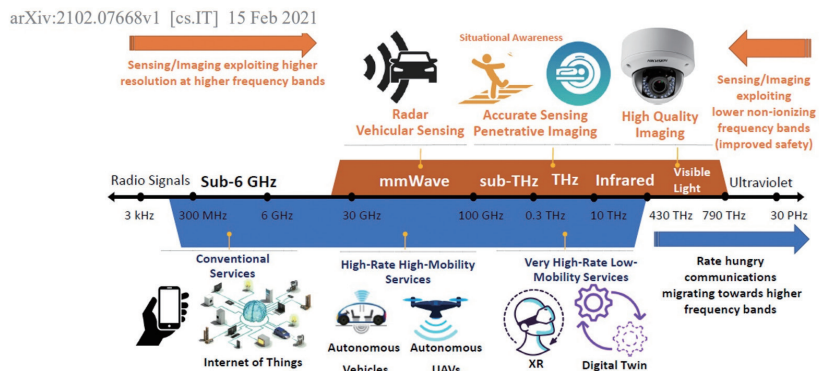 arXiv:2102.07668v1 [cs.IT] 15 Feb 2021
Sensing/Imaging exploiting higher
resolution at higher frequency bands
Situational Awareness
HIKVISION
Radar
Vehicular Sensing
Accurate Sensing
Penetrative Imaging
High Quality
Imaging
Sensing/Imaging
exploiting
lower non-ionizing
frequency bands
(improved safety)
Radio Signals
Sub-6 GHz
mmWave
sub-THz
THz
Infrared
Visible
Light
Ultraviolet
3 kHz
300 MHz
6 GHz
30 GHz
100 GHz
0.3 THz
10 THz
430 THz
790 THz
30 PHz
Conventional
Services
High-Rate High-Mobility
Services
Very High-Rate Low-
Mobility Services
Rate hungry
communications
migrating towards higher
frequency bands
Internet of Things
Autonomous
Vehicles
Autonomous
UAVs
XR
Digital Twin